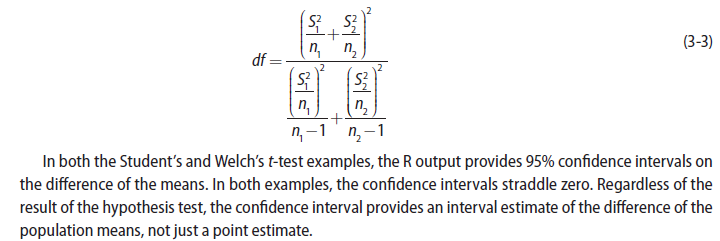 df = \frac{\left(\frac{S_1^2}{n_1}+\frac{S_2^2}{n_2}\right)^2}{\frac{\left(\frac{S_1^2}{n_1}\right)^2}{n_1-1}+\frac{\left(\frac{S_2^2}{n_2}\right)^2}{n_2-1}} (3-3)
In both the Student’s and Welch’s t-test examples, the R output provides 95% confidence intervals on
the difference of the means. In both examples, the confidence intervals straddle zero. Regardless of the
result of the hypothesis test, the confidence interval provides an interval estimate of the difference of the
population means, not just a point estimate.